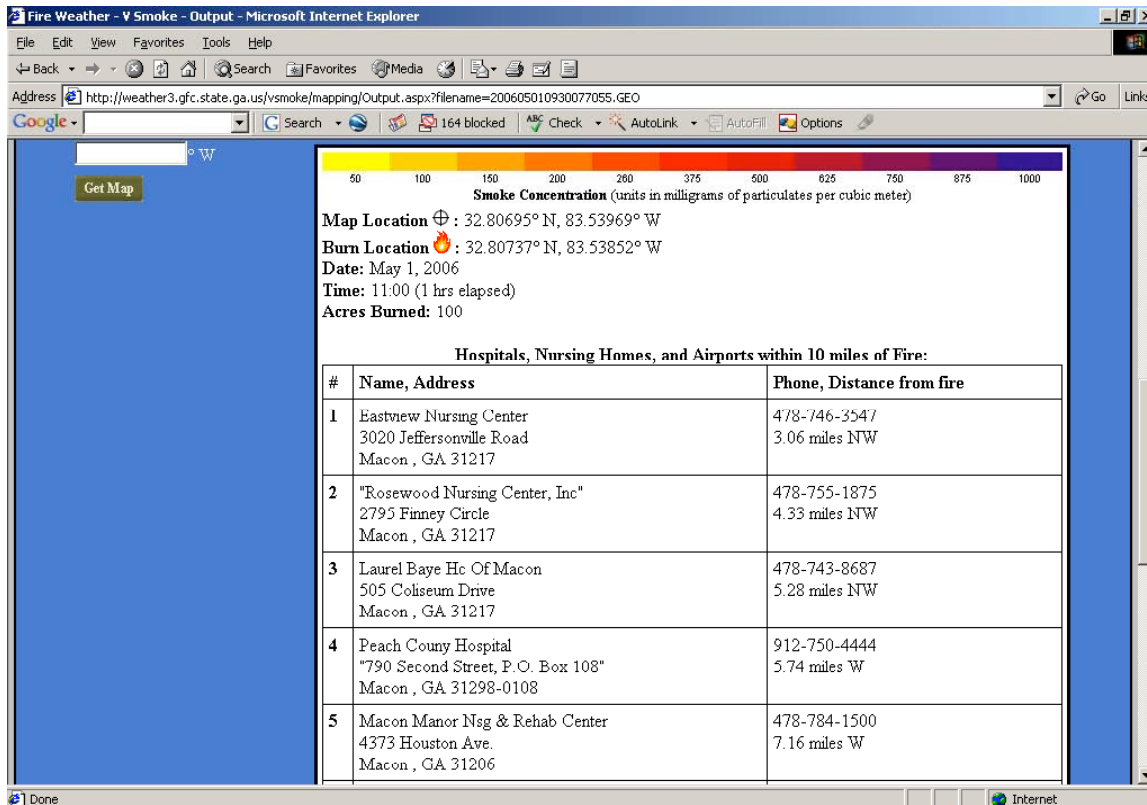 Fire Weather - V Smoke - Output - Microsoft Internet Explorer
File Edit View Favorites Tools Help
Back Search Favorites Media
Address http://weather3.gfc.state.ga.us/vsmoke/mapping/Output.aspx?filename=200605010930077055.GEO Go Links
Google Search 164 blocked ABC Check AutoLink AutoFill Options
° W
Get Map
50 100 150 200 260 375 500 625 750 875 1000
Smoke Concentration (units in milligrams of particulates per cubic meter)
Map Location : 32.80695° N, 83.53969° W
Burn Location : 32.80737° N, 83.53852° W
Date: May 1, 2006
Time: 11:00 (1 hrs elapsed)
Acres Burned: 100
Hospitals, Nursing Homes, and Airports within 10 miles of Fire:
# Name, Address Phone, Distance from fire
1 Eastview Nursing Center 478-746-3547
3020 Jeffersonville Road 3.06 miles NW
Macon , GA 31217
2 "Rosewood Nursing Center, Inc" 478-755-1875
2795 Finney Circle 4.33 miles NW
Macon , GA 31217
3 Laurel Baye Hc Of Macon 478-743-8687
505 Coliseum Drive 5.28 miles NW
Macon , GA 31217
4 Peach Couny Hospital 912-750-4444
"790 Second Street, P.O. Box 108" 5.74 miles W
Macon , GA 31298-0108
5 Macon Manor Nsg & Rehab Center 478-784-1500
4373 Houston Ave. 7.16 miles W
Macon , GA 31206
Done Internet